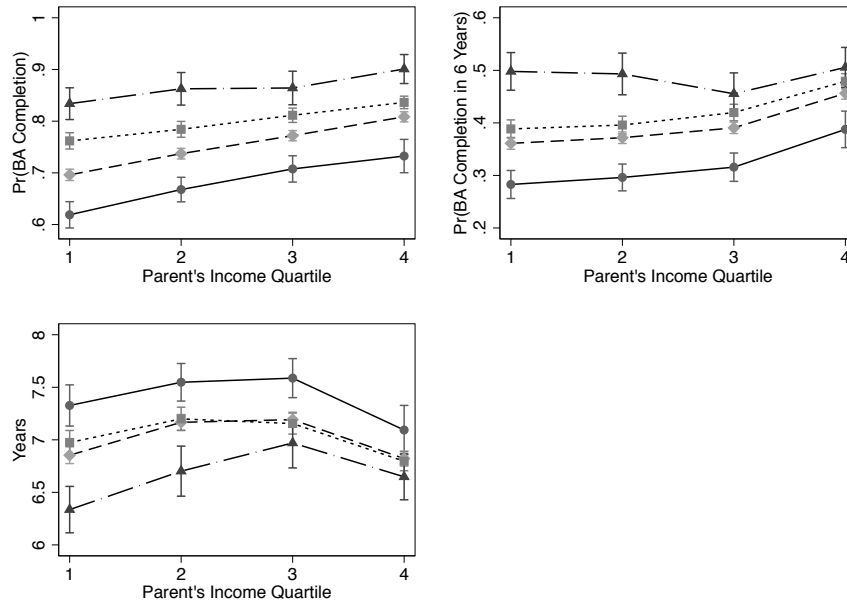 Pr(BA Completion)
1
.9
.8
.7
.6
1 2 3 4
Parent's Income Quartile
Pr(BA Completion in 6 Years)
.6
.5
.4
.3
.2
1 2 3 4
Parent's Income Quartile
Years
8
7.5
7
6.5
6
1 2 3 4
Parent's Income Quartile